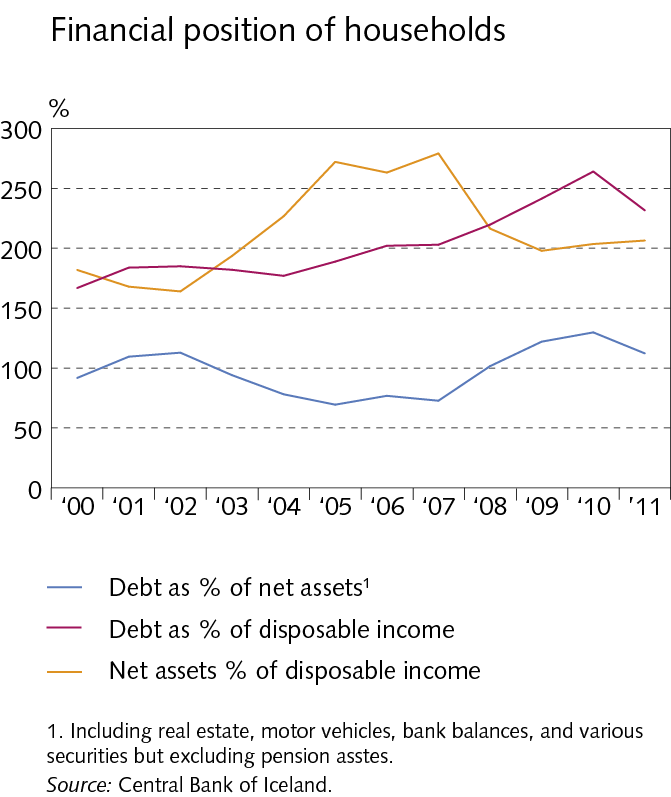 Financial position of households
%
300
250
200
150
100
50
0
‘00 ‘01 ‘02 ‘03 ‘04 ‘05 ‘06 ‘07 ‘08 ‘09 ‘10 ’11
Debt as % of net assets¹
Debt as % of disposable income
Net assets % of disposable income
1. Including real estate, motor vehicles, bank balances, and various
securities but excluding pension asstes.
Source: Central Bank of Iceland.